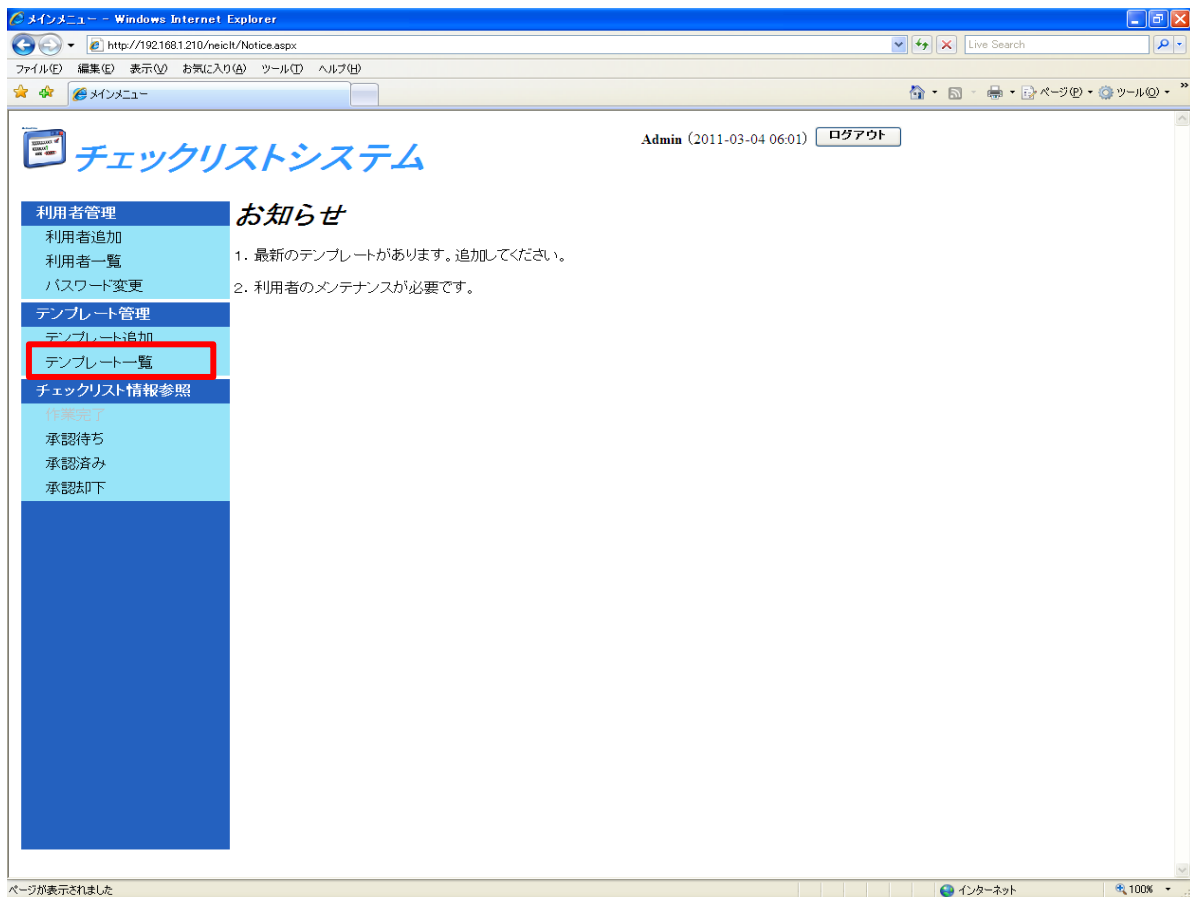 メインメニュー - Windows Internet Explorer
http://192.168.1.210/neiclt/Notice.aspx
Live Search
ファイル(F) 編集(E) 表示(V) お気に入り(A) ツール(T) ヘルプ(H)
メインメニュー
ページ(P) ツール(O) »
チェックリストシステム
Admin (2011-03-04 06:01) ログアウト
利用者管理
利用者追加
利用者一覧
パスワード変更
テンプレート管理
テンプレート追加
テンプレート一覧
チェックリスト情報参照
作業完了
承認待ち
承認済み
承認却下
お知らせ
1. 最新のテンプレートがあります。追加してください。
2. 利用者のメンテナンスが必要です。
ページが表示されました
インターネット
100%